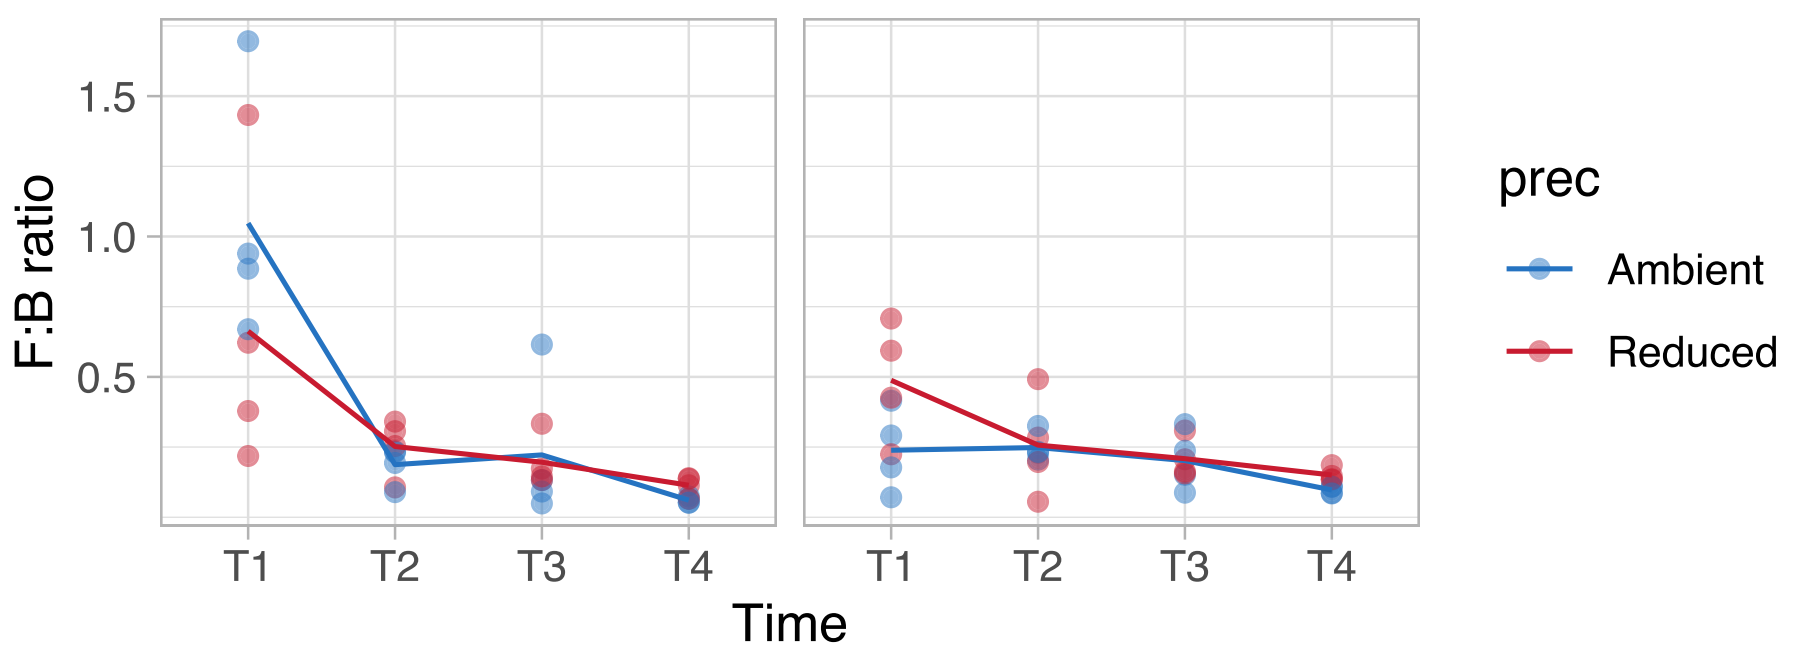 F:B ratio
1.5
1.0
0.5
T1 T2 T3 T4
T1 T2 T3 T4
Time
prec
Ambient
Reduced